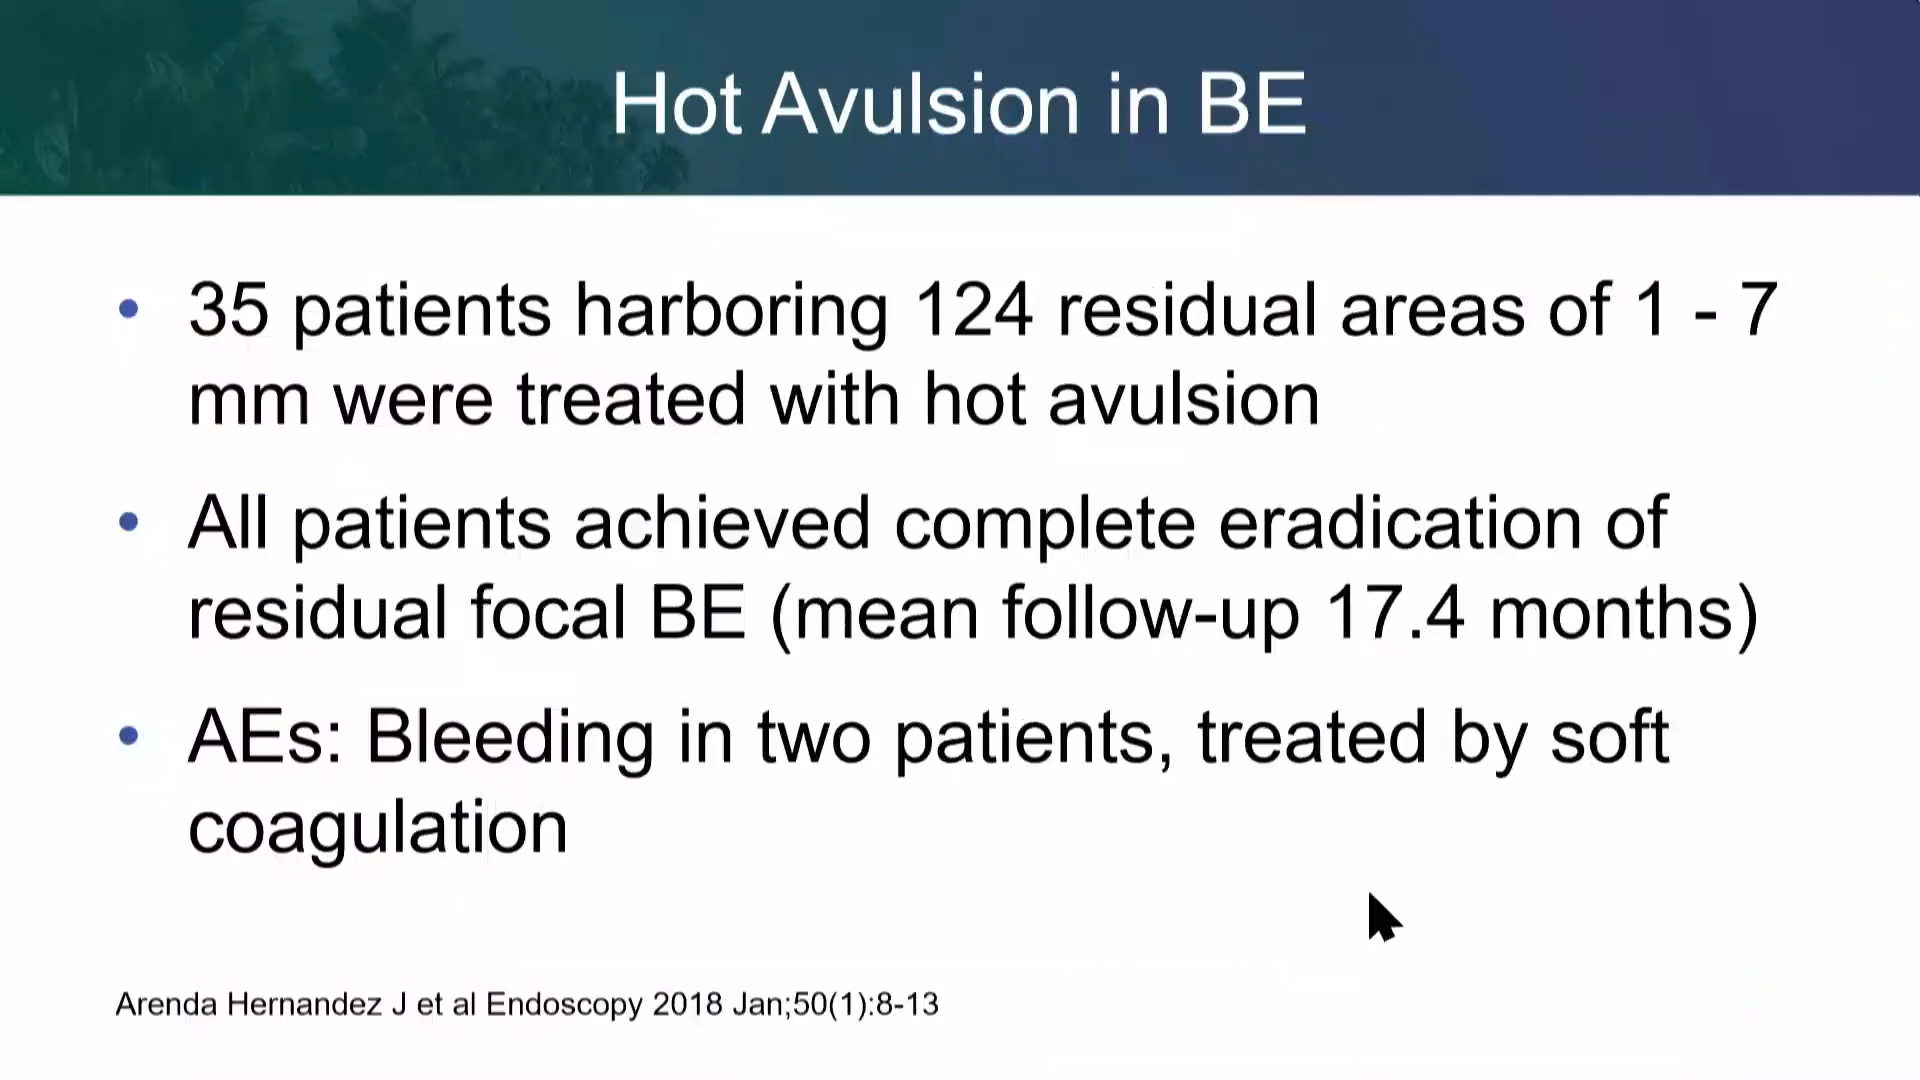 Hot Avulsion in BE
• 35 patients harboring 124 residual areas of 1 - 7
mm were treated with hot avulsion
• All patients achieved complete eradication of
residual focal BE (mean follow-up 17.4 months)
• AEs: Bleeding in two patients, treated by soft
coagulation
Arenda Hernandez J et al Endoscopy 2018 Jan;50(1):8-13